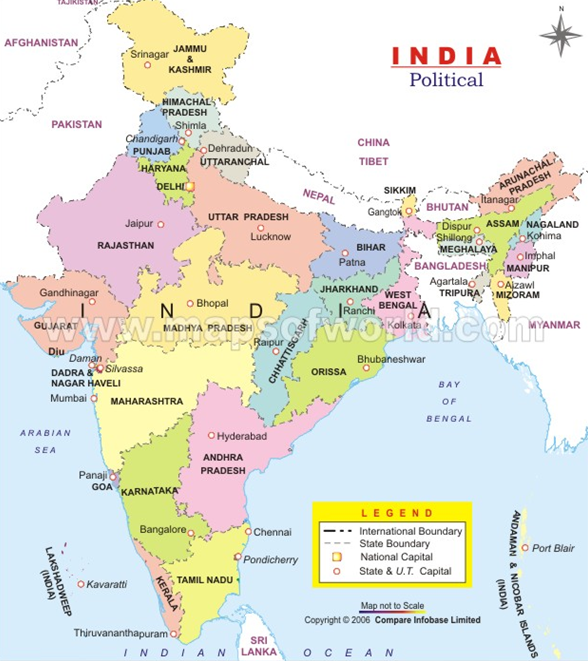 TAJIKISTAN
AFGHANISTAN
JAMMU
&
KASHMIR
Srinagar
N
INDIA
Political
HIMACHAL
PRADESH
Shimla
PAKISTAN
Chandigarh
PUNJAB
Dehradun
UTTARANCHAL
HARYANA
DELHI
CHINA
TIBET
NEPAL
SIKKIM
Gangtok
BHUTAN
ARUNACHAL
PRADESH
Itanagar
UTTAR PRADESH
Lucknow
Jaipur
RAJASTHAN
BIHAR
Patna
Dispur
ASSAM
NAGALAND
Shillong
Kohima
MEGHALAYA
Imphal
MANIPUR
BANGLADESH
Agartala
TRIPURA
Aizawl
MIZORAM
Gandhinagar
GUJARAT
Bhopal
MADHYA PRADESH
JHARKHAND
Ranchi
WEST
BENGAL
Kolkata
I N D I A
www.mapsofworld.com
MYANMAR
Diu
Daman
Silvassa
DADRA &
NAGAR HAVELI
Mumbai
MAHARASHTRA
Raipur
CHHATTISGARH
ORISSA
Bhubaneshwar
BAY
OF
BENGAL
ARABIAN
SEA
Hyderabad
ANDHRA
PRADESH
Panaji
GOA
KARNATAKA
Bangalore
Chennai
Pondicherry
TAMIL NADU
KERALA
Thiruvananthapuram
LAKSHADWEEP
(INDIA)
Kavaratti
SRI
LANKA
INDIAN OCEAN
ANDAMAN & NICOBAR ISLANDS
(INDIA)
Port Blair
LEGEND
International Boundary
State Boundary
National Capital
State & U.T. Capital
Map not to Scale
Copyright © 2006 Compare Infobase Limited